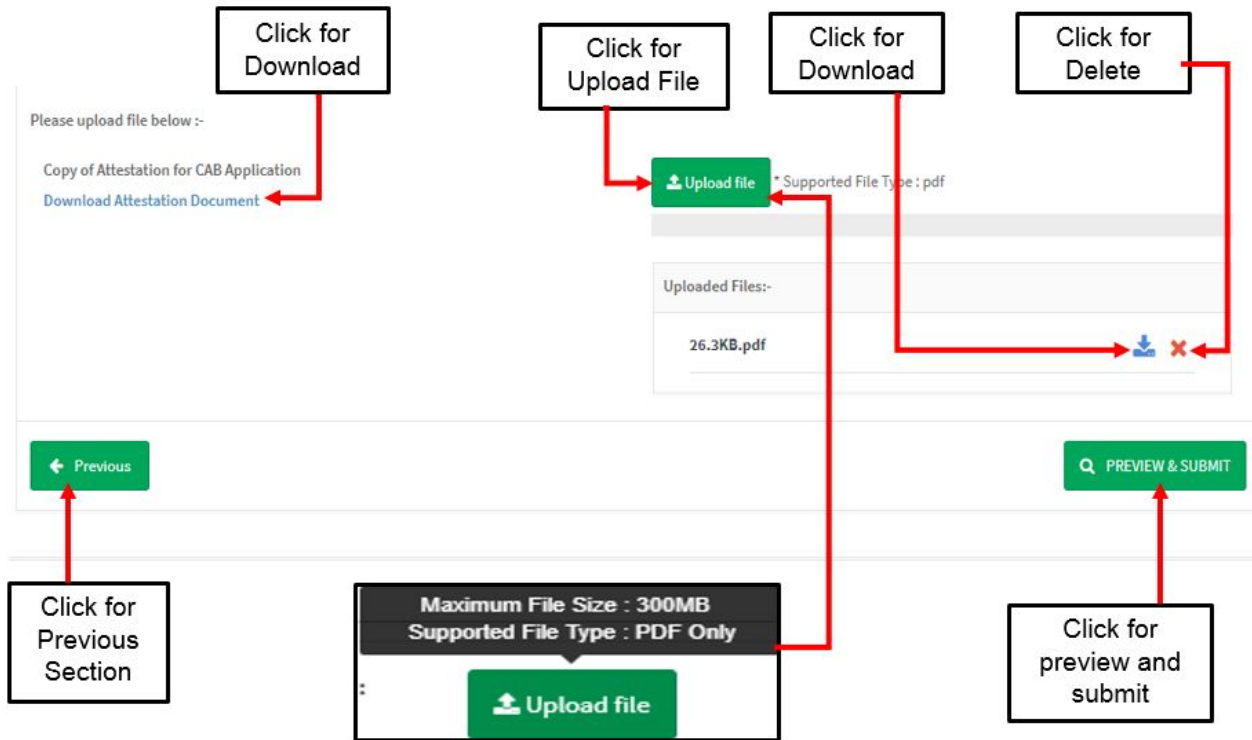 Click for
Download
Click for
Upload File
Click for
Download
Click for
Delete
Please upload file below :-
Copy of Attestation for CAB Application
Download Attestation Document
Upload file
* Supported File Type : pdf
Uploaded Files:-
26.3KB.pdf
Previous
PREVIEW & SUBMIT
Click for
Previous
Section
Maximum File Size : 300MB
Supported File Type : PDF Only
:
Upload file
Click for
preview and
submit